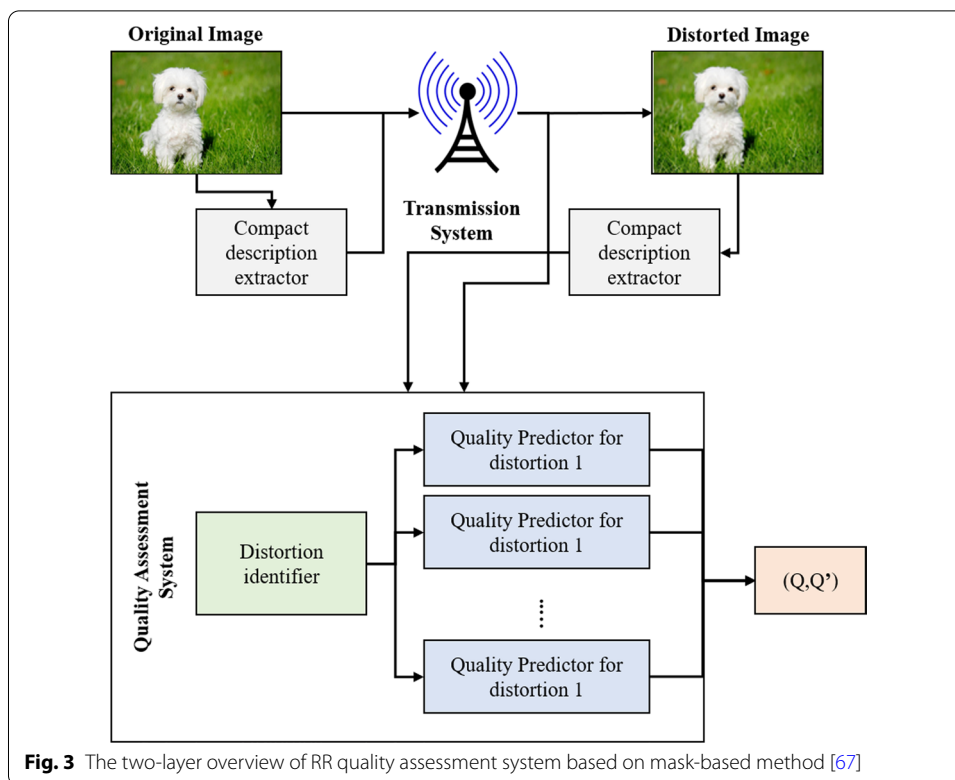 Original Image
Distorted Image
Transmission
System
Compact
description
extractor
Compact
description
extractor
Quality Assessment
System
Distortion
identifier
Quality Predictor for
distortion 1
Quality Predictor for
distortion 1
......
Quality Predictor for
distortion 1
(Q,Q’)
Fig. 3 The two-layer overview of RR quality assessment system based on mask-based method [67]